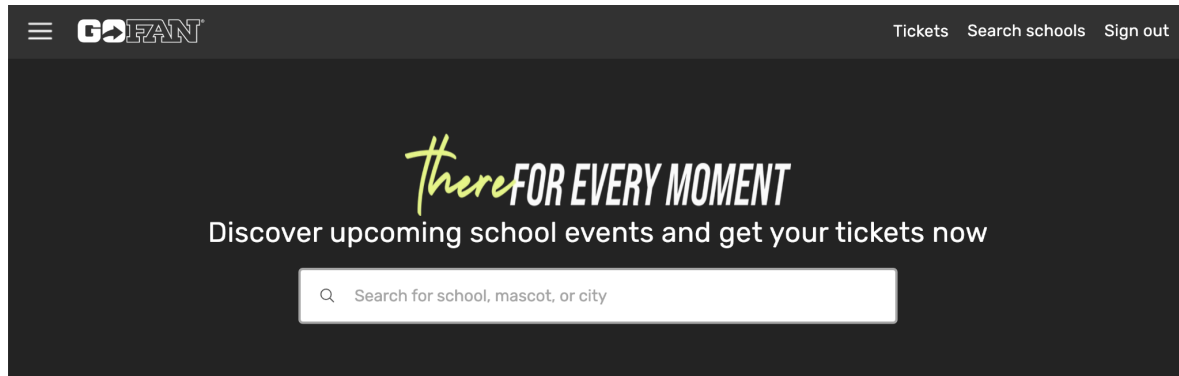 GOFAN® Tickets Search schools Sign out
there FOR EVERY MOMENT
Discover upcoming school events and get your tickets now
Search for school, mascot, or city